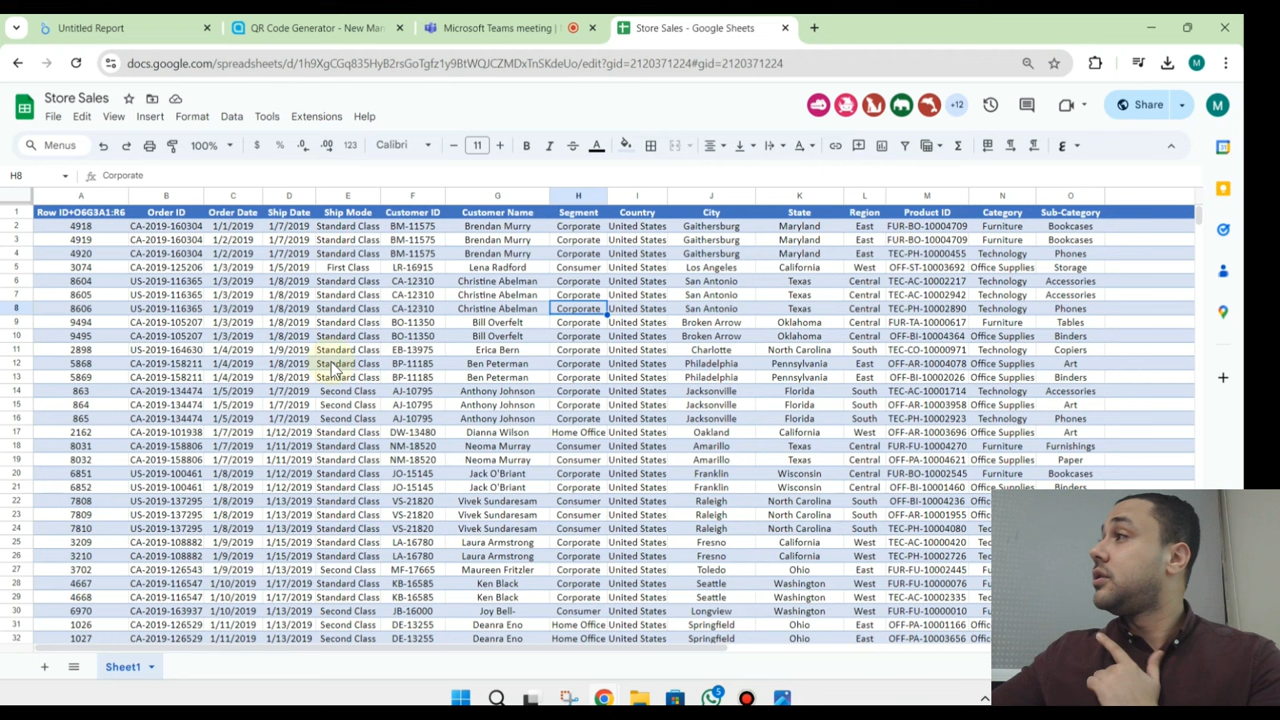 Untitled Report
QR Code Generator - New Man
Microsoft Teams meeting |
Store Sales - Google Sheets
docs.google.com/spreadsheets/d/1h9XgCGq835HyB2rsGoTgfz1y9BtWQJCZMDxTnSKdeUo/edit?gid=2120371224#gid=2120371224
M
Store Sales
+12
Share
M
File Edit View Insert Format Data Tools Extensions Help
Menus 100% $ % .0 .00 123 Calibri 11 B I
H8 Corporate
A B C D E F G H I J K L M N O
1 Row ID+O6G3A1:R6 Order ID Order Date Ship Date Ship Mode Customer ID Customer Name Segment Country City State Region Product ID Category Sub-Category
2 4918 CA-2019-160304 1/1/2019 1/7/2019 Standard Class BM-11575 Brendan Murry Corporate United States Gaithersburg Maryland East FUR-BO-10004709 Furniture Bookcases
3 4919 CA-2019-160304 1/2/2019 1/7/2019 Standard Class BM-11575 Brendan Murry Corporate United States Gaithersburg Maryland East FUR-BO-10004709 Furniture Bookcases
4 4920 CA-2019-160304 1/2/2019 1/7/2019 Standard Class BM-11575 Brendan Murry Corporate United States Gaithersburg Maryland East TEC-PH-10000455 Technology Phones
5 3074 CA-2019-125206 1/3/2019 1/5/2019 First Class LR-16915 Lena Radford Consumer United States Los Angeles California West OFF-ST-10003692 Office Supplies Storage
6 8604 US-2019-116365 1/3/2019 1/8/2019 Standard Class CA-12310 Christine Abelman Corporate United States San Antonio Texas Central TEC-AC-10002217 Technology Accessories
7 8605 US-2019-116365 1/3/2019 1/8/2019 Standard Class CA-12310 Christine Abelman Corporate United States San Antonio Texas Central TEC-AC-10002942 Technology Accessories
8 8606 US-2019-116365 1/3/2019 1/8/2019 Standard Class CA-12310 Christine Abelman Corporate United States San Antonio Texas Central TEC-PH-10002890 Technology Phones
9 9494 CA-2019-105207 1/3/2019 1/8/2019 Standard Class BO-11350 Bill Overfelt Corporate United States Broken Arrow Oklahoma Central FUR-TA-10000617 Furniture Tables
10 9495 CA-2019-105207 1/3/2019 1/8/2019 Standard Class BO-11350 Bill Overfelt Corporate United States Broken Arrow Oklahoma Central OFF-BI-10001036 Office Supplies Binders
11 2898 US-2019-164630 1/4/2019 1/9/2019 Standard Class EB-13975 Erica Bern Corporate United States Charlotte North Carolina South TEC-CO-10000971 Technology Copiers
12 5868 CA-2019-158211 1/4/2019 1/8/2019 Standard Class BP-11185 Ben Peterman Corporate United States Philadelphia Pennsylvania East OFF-AR-10004078 Office Supplies Art
13 5869 CA-2019-158211 1/4/2019 1/8/2019 Standard Class BP-11185 Ben Peterman Corporate United States Philadelphia Pennsylvania East OFF-BI-10002026 Office Supplies Binders
14 863 CA-2019-134474 1/5/2019 1/7/2019 Second Class AJ-10795 Anthony Johnson Corporate United States Jacksonville Florida South TEC-AC-10001714 Technology Accessories
15 864 CA-2019-134474 1/5/2019 1/7/2019 Second Class AJ-10795 Anthony Johnson Corporate United States Jacksonville Florida South OFF-AR-10003958 Office Supplies Art
16 865 CA-2019-134474 1/5/2019 1/7/2019 Second Class AJ-10795 Anthony Johnson Corporate United States Jacksonville Florida South TEC-PH-10002923 Technology Phones
17 2162 CA-2019-101938 1/7/2019 1/12/2019 Standard Class DW-13480 Dianna Wilson Home Office United States Oakland California West OFF-AR-10003696 Office Supplies Art
18 8031 CA-2019-158806 1/7/2019 1/11/2019 Standard Class NM-18520 Neoma Murray Consumer United States Amarillo Texas Central FUR-FU-10004270 Furniture Furnishings
19 8032 CA-2019-158806 1/7/2019 1/11/2019 Standard Class NM-18520 Neoma Murray Consumer United States Amarillo Texas Central OFF-PA-10004621 Office Supplies Paper
20 6851 US-2019-100461 1/8/2019 1/12/2019 Standard Class JO-15145 Jack O'Briant Corporate United States Franklin Wisconsin Central FUR-BO-10002545 Furniture Bookcases
21 6852 US-2019-100461 1/8/2019 1/12/2019 Standard Class JO-15145 Jack O'Briant Corporate United States Franklin Wisconsin Central Office Supplies Binders
22 7808 US-2019-137295 1/8/2019 1/13/2019 Standard Class VS-21820 Vivek Sundaresam Consumer United States Raleigh North Carolina South OFF-BI-10004236
23 7809 US-2019-137295 1/8/2019 1/13/2019 Standard Class VS-21820 Vivek Sundaresam Consumer United States Raleigh North Carolina South OFF-AR-10001955
24 7810 US-2019-137295 1/8/2019 1/13/2019 Standard Class VS-21820 Vivek Sundaresam Consumer United States Raleigh North Carolina South TEC-PH-10004080
25 3209 CA-2019-108882 1/9/2019 1/15/2019 Standard Class LA-16780 Laura Armstrong Corporate United States Fresno California West TEC-AC-10000420
26 3210 CA-2019-108882 1/9/2019 1/15/2019 Standard Class LA-16780 Laura Armstrong Corporate United States Fresno California West TEC-PH-10002726
27 3702 CA-2019-126543 1/9/2019 1/13/2019 Second Class MF-17665 Maureen Fritzler Corporate United States Toledo Ohio East FUR-FU-10002445
28 4667 CA-2019-116547 1/10/2019 1/17/2019 Standard Class KB-16585 Ken Black Corporate United States Seattle Washington West FUR-FU-10000076
29 4668 CA-2019-116547 1/10/2019 1/17/2019 Standard Class KB-16585 Ken Black Corporate United States Seattle Washington West TEC-AC-10002335
30 6970 CA-2019-163937 1/10/2019 1/13/2019 Second Class JB-16000 Joy Bell- Consumer United States Longview Washington West FUR-FU-10000010
31 1026 CA-2019-126529 1/11/2019 1/13/2019 Second Class DE-13255 Deanra Eno Home Office United States Springfield Ohio East OFF-PA-10001166
32 1027 CA-2019-126529 1/11/2019 1/13/2019 Second Class DE-13255 Deanra Eno Home Office United States Springfield Ohio East OFF-PA-10003656
Sheet1
5